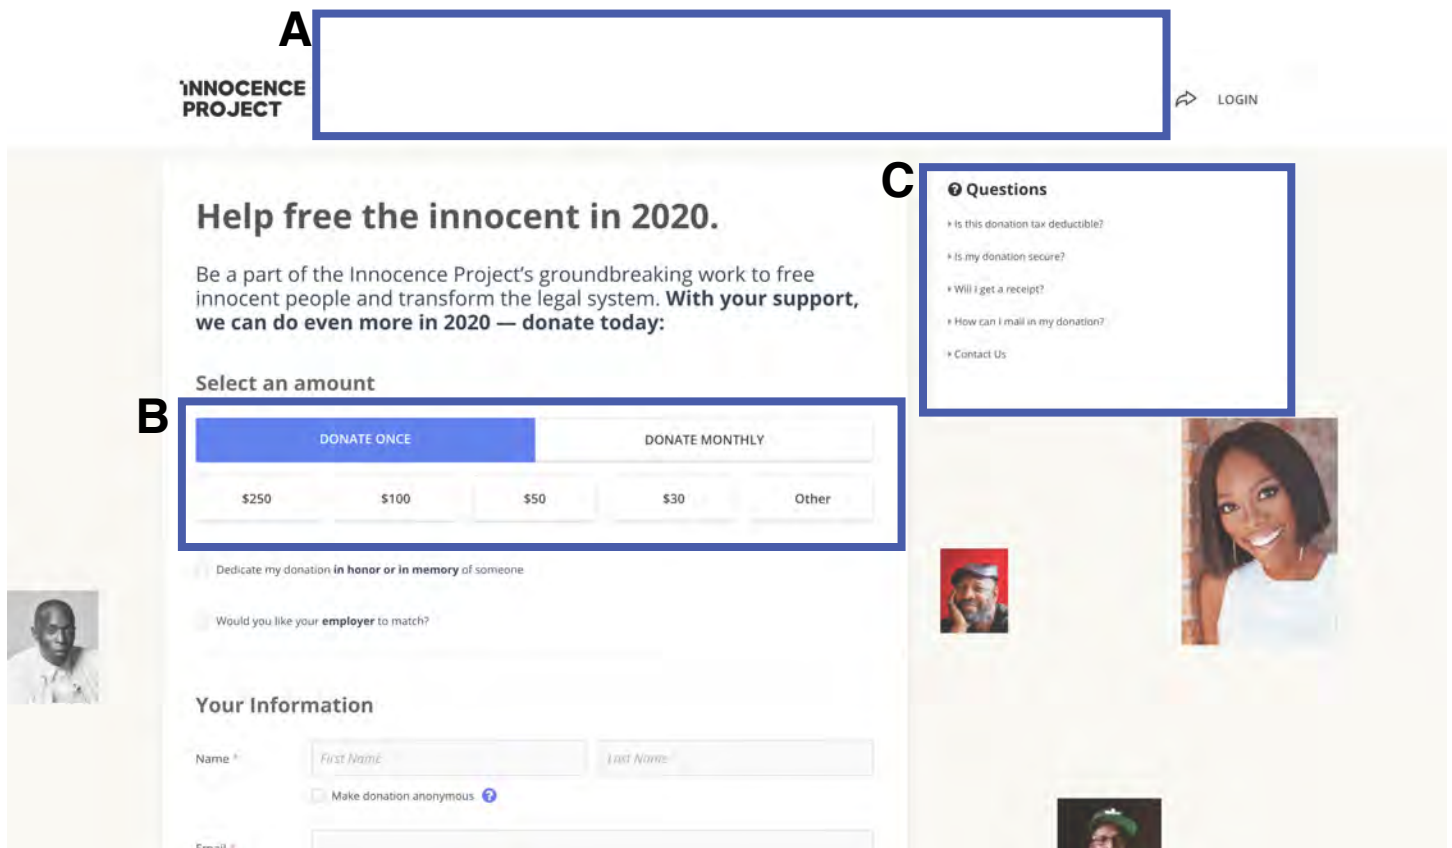 A
INNOCENCE
PROJECT
LOGIN
Help free the innocent in 2020.
Be a part of the Innocence Project's groundbreaking work to free
innocent people and transform the legal system. With your support,
we can do even more in 2020 — donate today:
Select an amount
B
DONATE ONCE
DONATE MONTHLY
$250
$100
$50
$30
Other
Dedicate my donation in honor or in memory of someone
Would you like your employer to match?
Your Information
Name *
First Name
Last Name
Make donation anonymous ?
Email *
C
? Questions
Is this donation tax deductible?
Is my donation secure?
Will I get a receipt?
How can I mail in my donation?
Contact Us